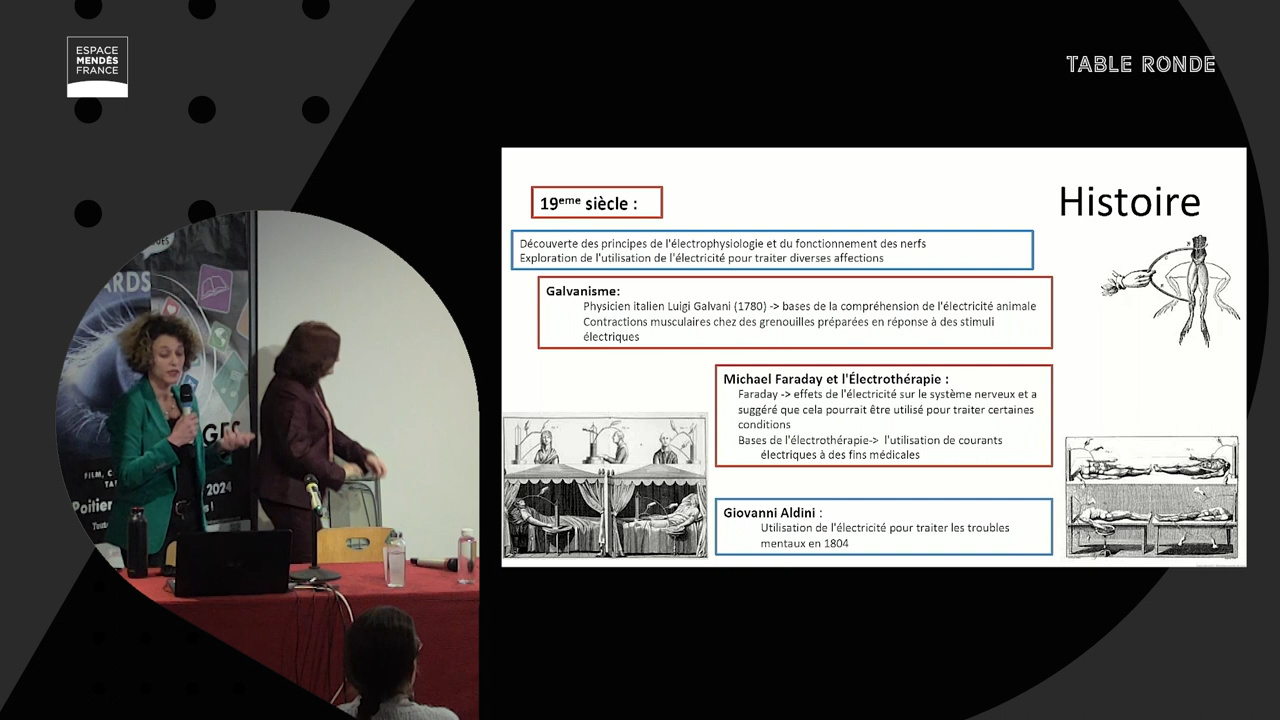 ESPACE
MENDÈS
FRANCE
TABLE RONDE
Histoire
19eme siècle :
Découverte des principes de l'électrophysiologie et du fonctionnement des nerfs
Exploration de l'utilisation de l'électricité pour traiter diverses affections
Galvanisme:
Physicien italien Luigi Galvani (1780) -> bases de la compréhension de l'électricité animale
Contractions musculaires chez des grenouilles préparées en réponse à des stimuli
électriques
Michael Faraday et l'Électrothérapie :
Faraday -> effets de l'électricité sur le système nerveux et a
suggéré que cela pourrait être utilisé pour traiter certaines
conditions
Bases de l'électrothérapie-> l'utilisation de courants
électriques à des fins médicales
Giovanni Aldini :
Utilisation de l'électricité pour traiter les troubles
mentaux en 1804
ARDS
GES
FILM, C
Poitier
2024